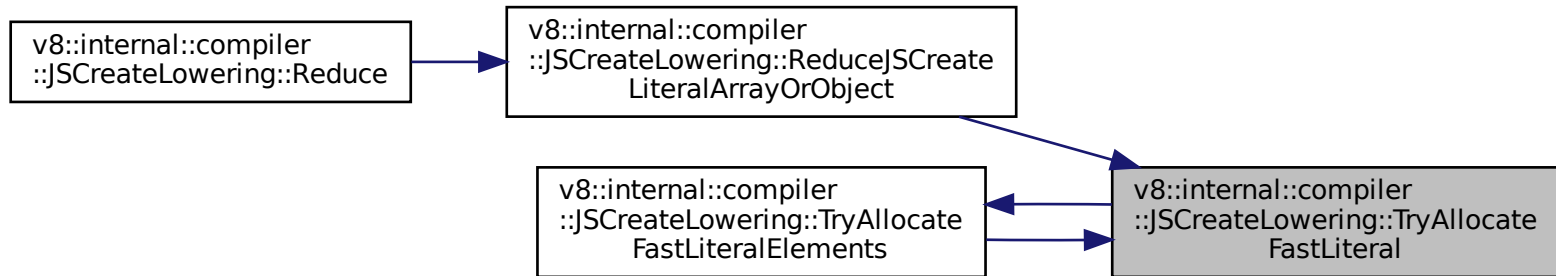 v8::internal::compiler
::JSCreateLowering::Reduce
v8::internal::compiler
::JSCreateLowering::ReduceJSCreate
LiteralArrayOrObject
v8::internal::compiler
::JSCreateLowering::TryAllocate
FastLiteralElements
v8::internal::compiler
::JSCreateLowering::TryAllocate
FastLiteral